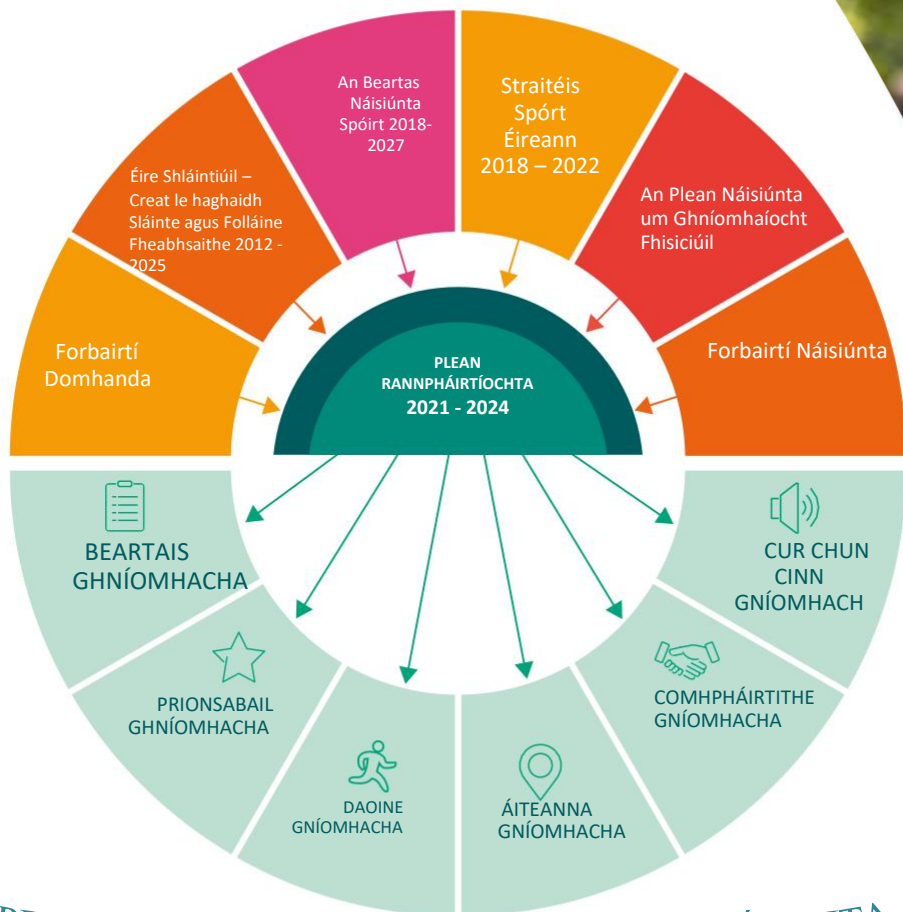 An Beartas
Náisiúnta
Spóirt 2018-
2027
Straitéis
Spórt
Éireann
2018 – 2022
Éire Shláintiúil –
Creat le haghaidh
Sláinte agus Folláine
Fheabhsaithe 2012 -
2025
An Plean Náisiúnta
um Ghníomhaíocht
Fhisiciúil
Forbairtí
Domhanda
Forbairtí Náisiúnta
PLEAN
RANNPHÁIRTÍOCHTA
2021 - 2024
BEARTAIS
GHNÍOMHACHA
CUR CHUN
CINN
GNÍOMHACH
PRIONSABAIL
GHNÍOMHACHA
COMHPHÁIRTITHE
GNÍOMHACHA
DAOINE
GNÍOMHACHA
ÁITEANNA
GNÍOMHACHA